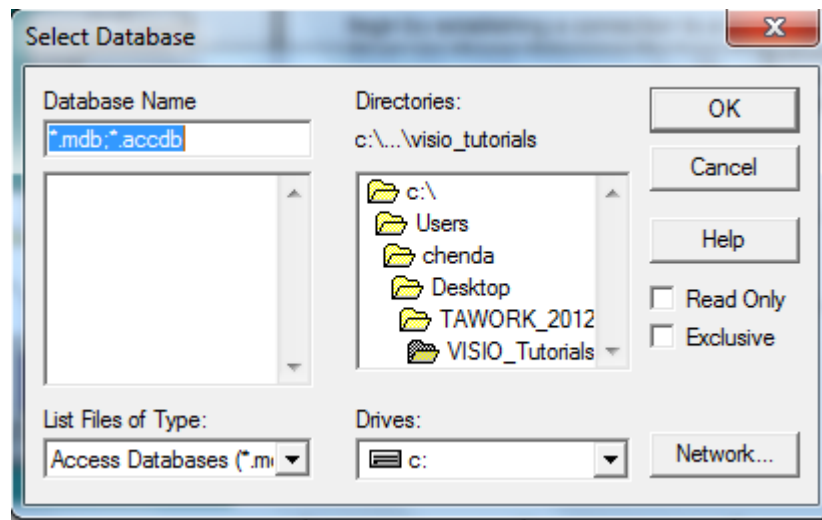 Select Database
Database Name
*.mdb;*.accdb
List Files of Type:
Access Databases (*.m
Directories:
c:\...\visio_tutorials
c:\
Users
chenda
Desktop
TAWORK_2012
VISIO_Tutorials
Drives:
c:
OK
Cancel
Help
Read Only
Exclusive
Network...